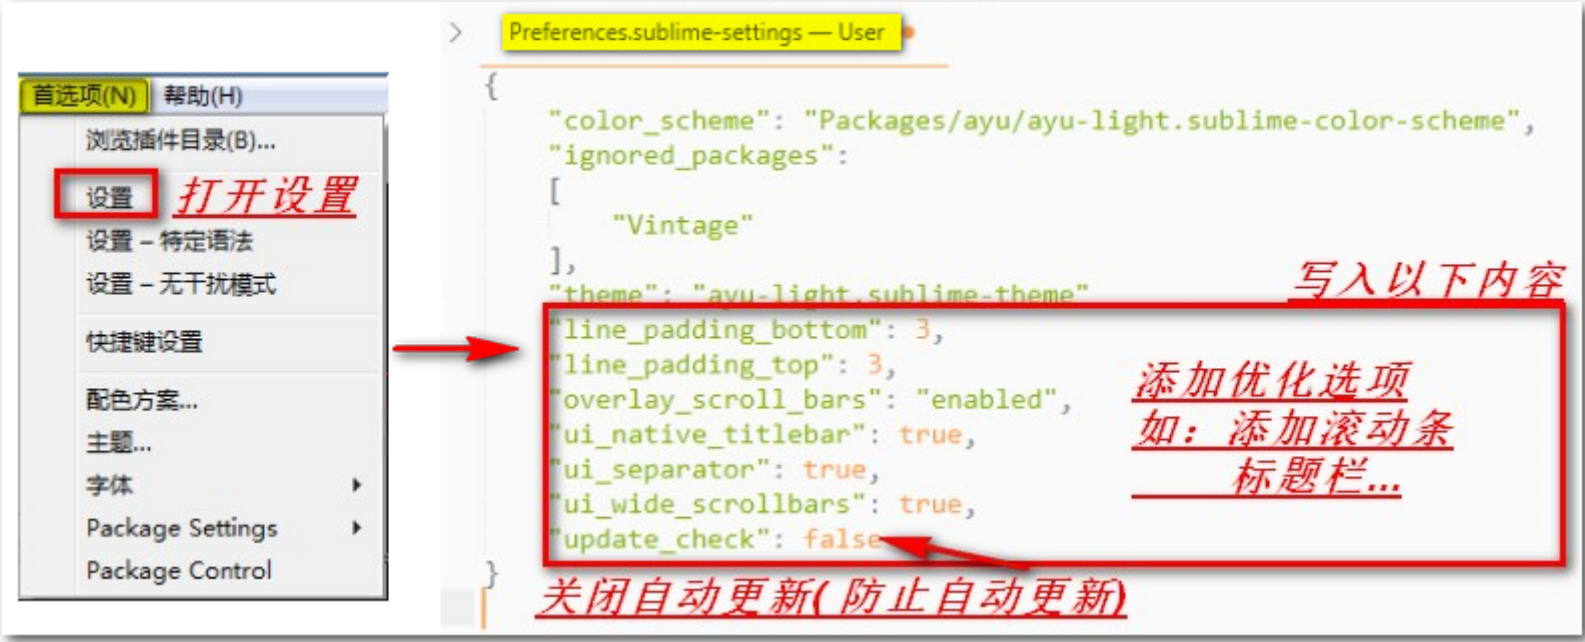 首选项(N) 帮助(H)
浏览插件目录(B)...
设置
打开设置
设置 – 特定语法
设置 – 无干扰模式
快捷键设置
配色方案...
主题...
字体
Package Settings
Package Control
Preferences.sublime-settings — User
{
"color_scheme": "Packages/ayu/ayu-light.sublime-color-scheme",
"ignored_packages":
[
"Vintage"
],
"theme": "ayu-light.sublime-theme"
写入以下内容
"line_padding_bottom": 3,
"line_padding_top": 3,
"overlay_scroll_bars": "enabled",
"ui_native_titlebar": true,
"ui_separator": true,
"ui_wide_scrollbars": true,
"update_check": false
}
添加优化选项
如：添加滚动条
标题栏...
关闭自动更新(防止自动更新)